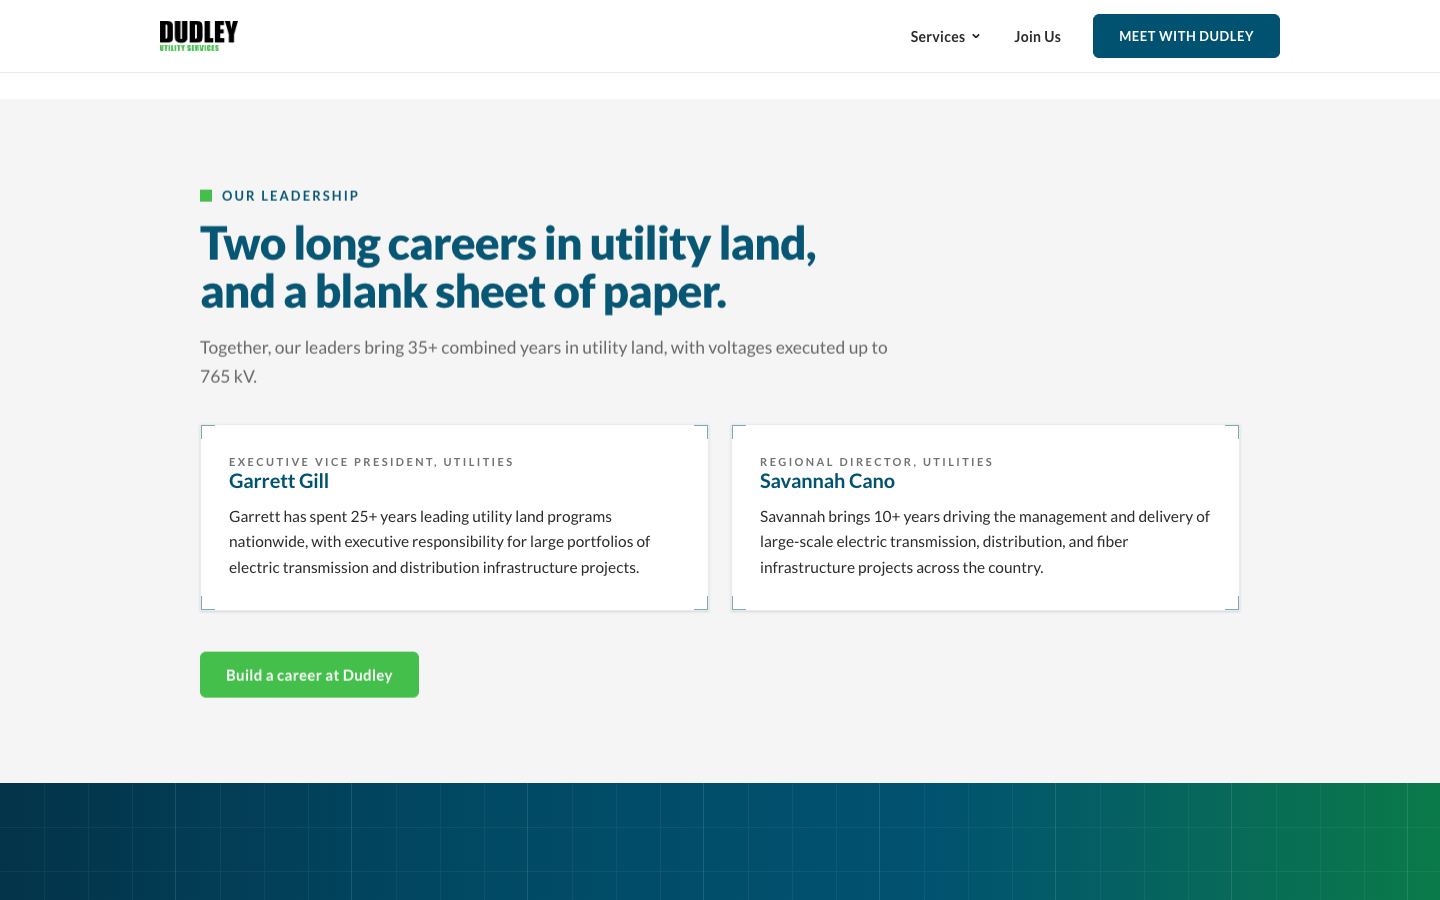 DUDLEY
UTILITY SERVICES
Services
Join Us
MEET WITH DUDLEY
OUR LEADERSHIP
Two long careers in utility land,
and a blank sheet of paper.
Together, our leaders bring 35+ combined years in utility land, with voltages executed up to
765 kV.
EXECUTIVE VICE PRESIDENT, UTILITIES
Garrett Gill
Garrett has spent 25+ years leading utility land programs
nationwide, with executive responsibility for large portfolios of
electric transmission and distribution infrastructure projects.
REGIONAL DIRECTOR, UTILITIES
Savannah Cano
Savannah brings 10+ years driving the management and delivery of
large-scale electric transmission, distribution, and fiber
infrastructure projects across the country.
Build a career at Dudley